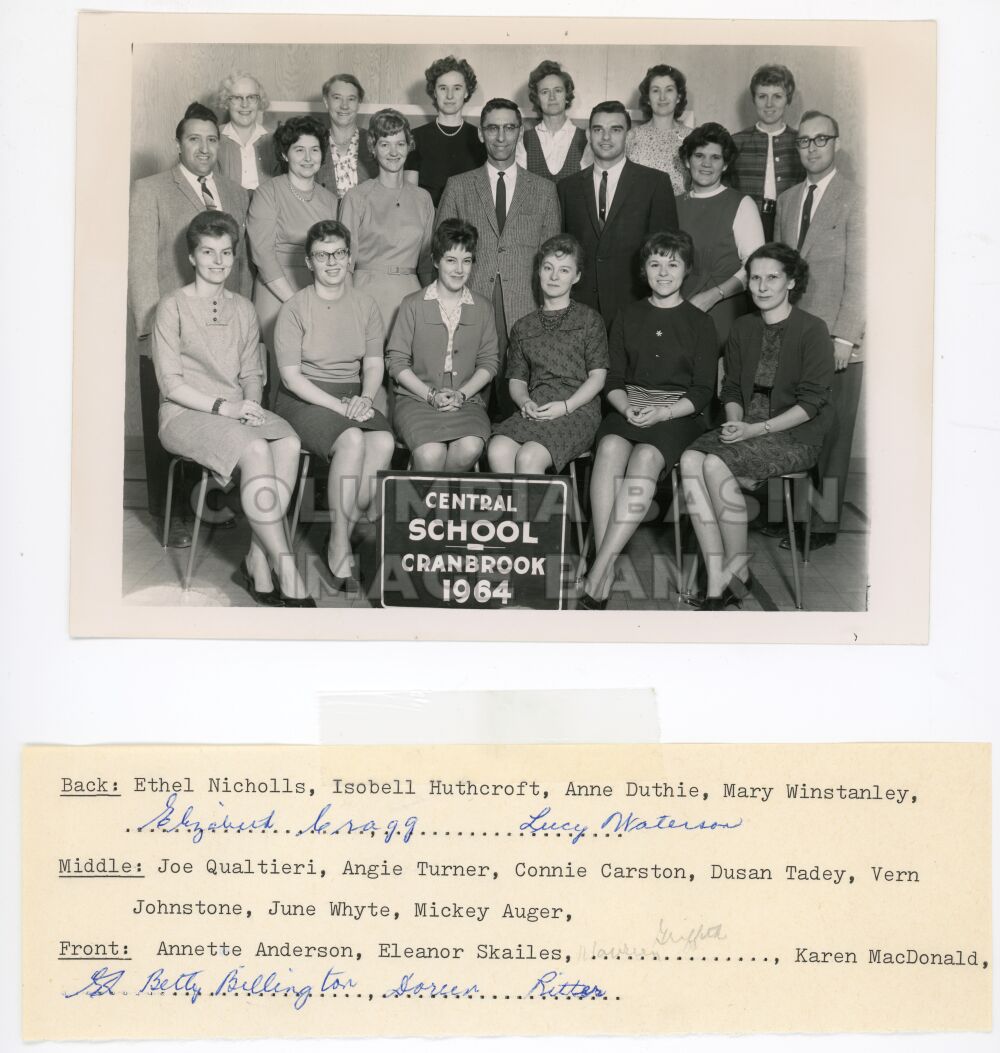 CENTRAL
SCHOOL
CRANBROOK
1964
COLUMBIA BASIN
IMAGE BANK
Back: Ethel Nicholls, Isobell Huthcroft, Anne Duthie, Mary Winstanley,
Elizabeth Cragg, Lucy Waterson
Middle: Joe Qualtieri, Angie Turner, Connie Carston, Dusan Tadey, Vern
Johnstone, June Whyte, Mickey Auger,
Griffith
Front: Annette Anderson, Eleanor Skailes, ................, Karen MacDonald,
Betty Billington, Doreen Ritter